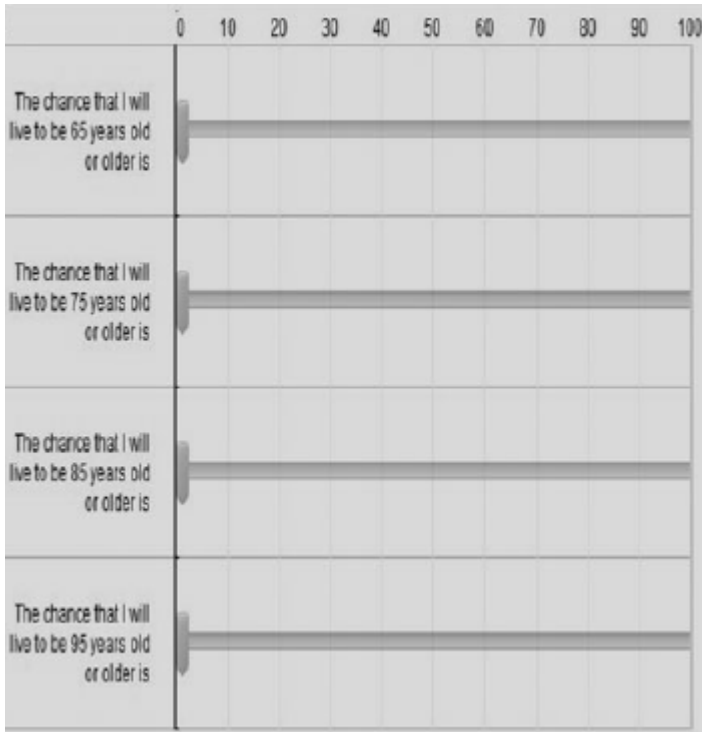 0 10 20 30 40 50 60 70 80 90 100
The chance that I will
live to be 65 years old
or older is
The chance that I will
live to be 75 years old
or older is
The chance that I will
live to be 85 years old
or older is
The chance that I will
live to be 95 years old
or older is